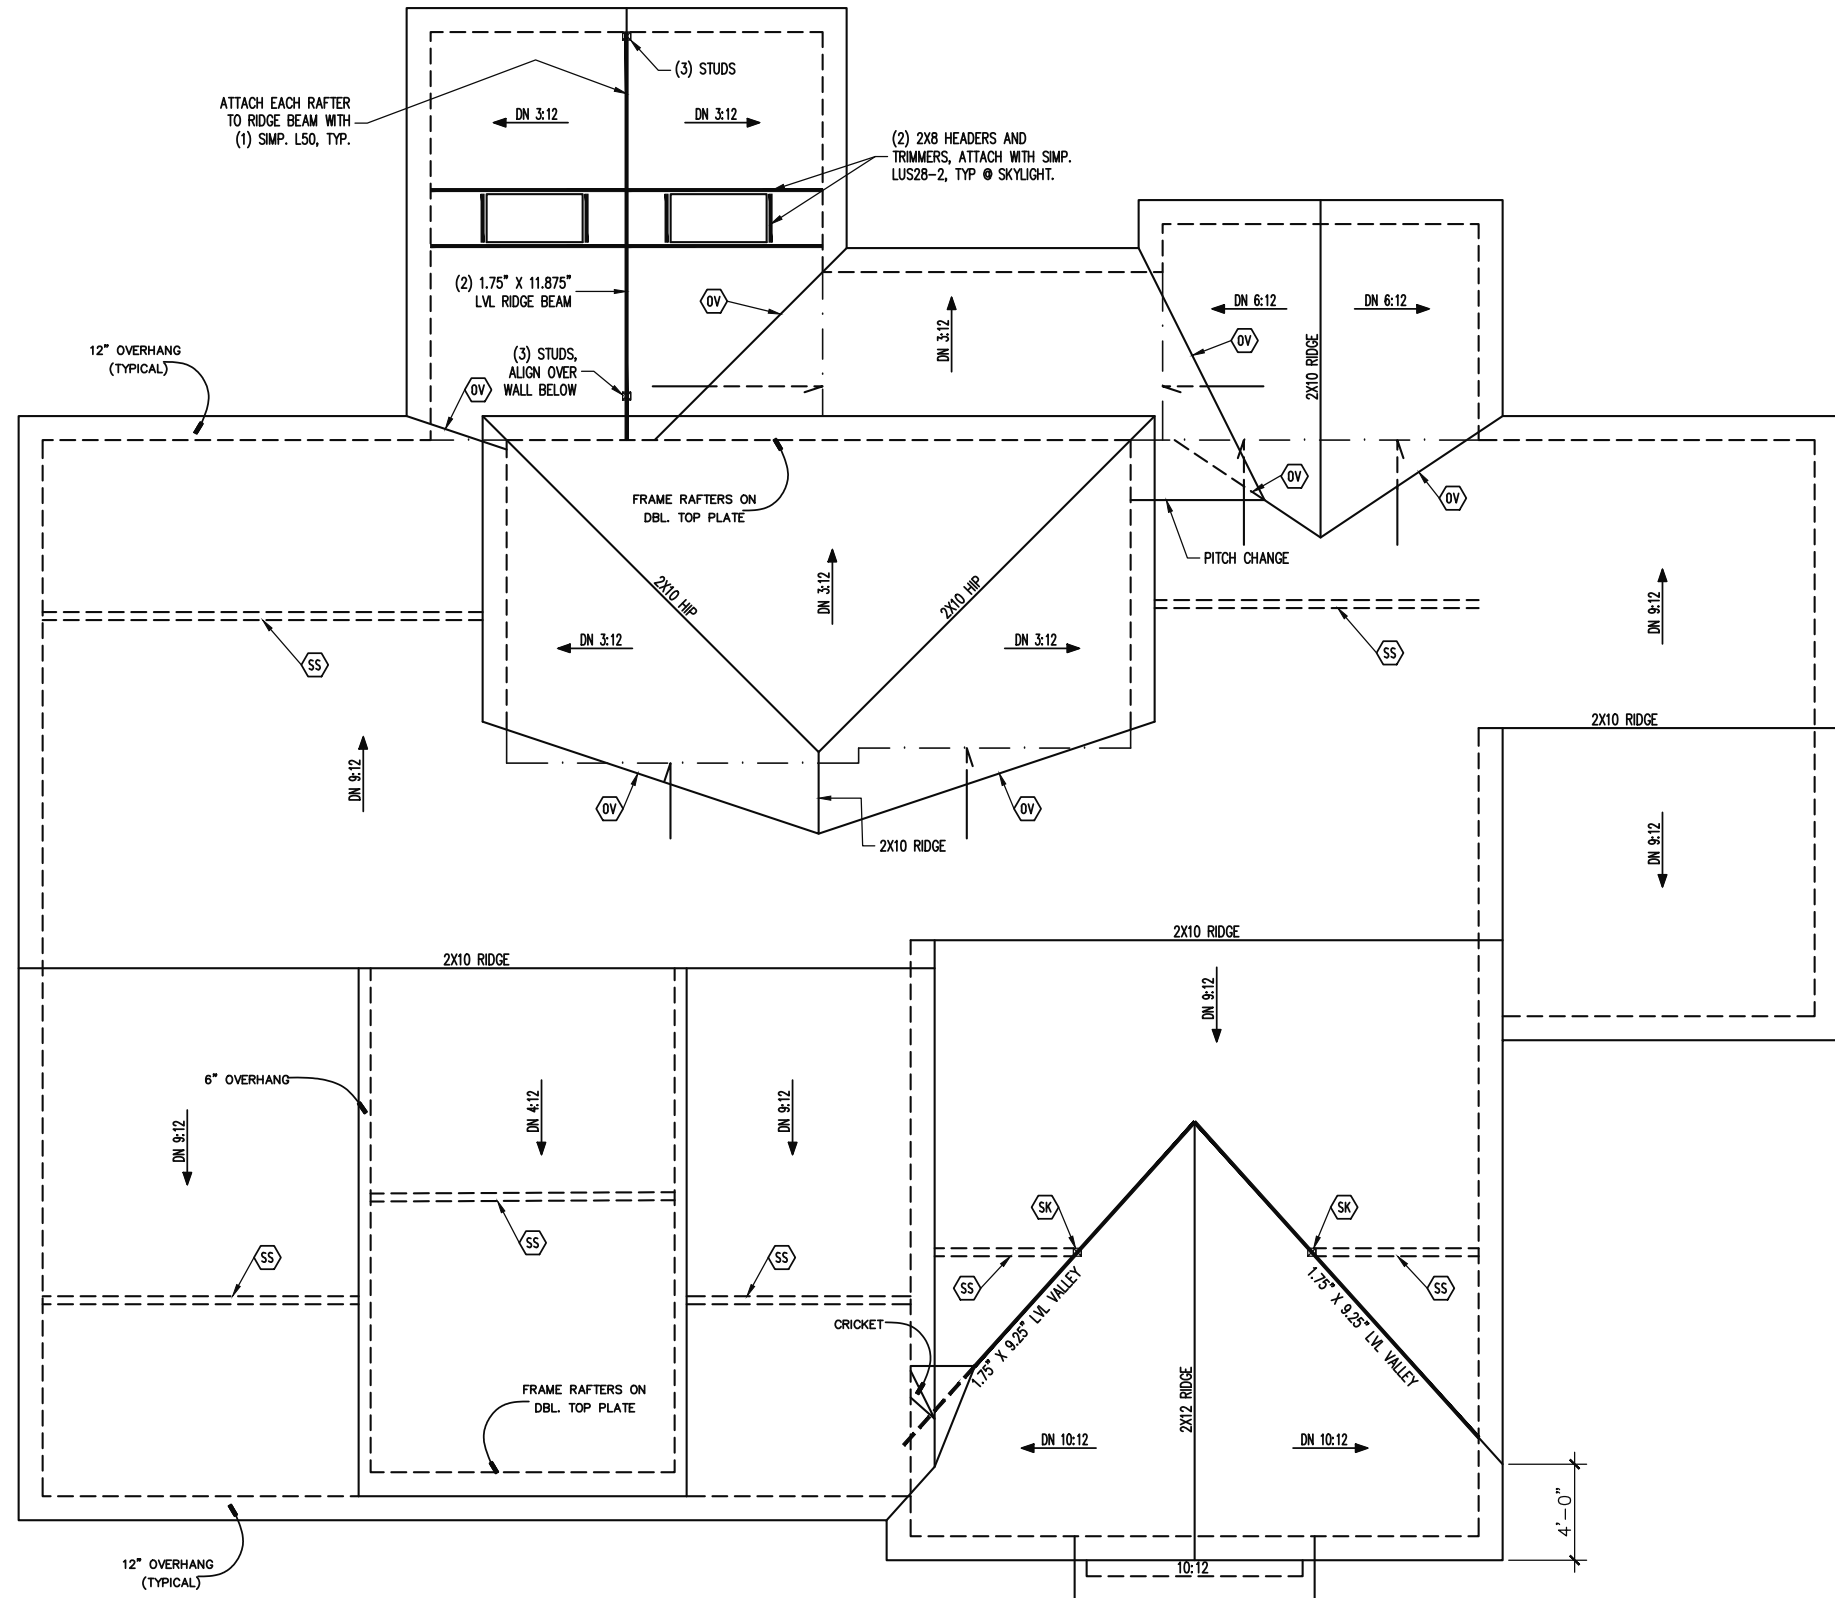 (3) STUDS
ATTACH EACH RAFTER
TO RIDGE BEAM WITH
(1) SIMP. L50, TYP.
DN 3:12
DN 3:12
(2) 2X8 HEADERS AND
TRIMMERS, ATTACH WITH SIMP.
LUS28-2, TYP @ SKYLIGHT.
(2) 1.75" X 11.875"
LVL RIDGE BEAM
OV
DN 3:12
DN 6:12
DN 6:12
OV
2X10 RIDGE
12" OVERHANG
(TYPICAL)
(3) STUDS,
ALIGN OVER
WALL BELOW
OV
FRAME RAFTERS ON
DBL. TOP PLATE
OV
OV
PITCH CHANGE
2X10 HIP
DN 3:12
2X10 HIP
DN 9:12
DN 3:12
DN 3:12
SS
SS
2X10 RIDGE
DN 9:12
OV
OV
2X10 RIDGE
DN 9:12
2X10 RIDGE
2X10 RIDGE
DN 9:12
6" OVERHANG
DN 9:12
DN 4:12
DN 9:12
SK
SK
SS
SS
SS
SS
SS
1.75" X 9.25" LVL VALLEY
1.75" X 9.25" LVL VALLEY
CRICKET
FRAME RAFTERS ON
DBL. TOP PLATE
2X12 RIDGE
DN 10:12
DN 10:12
4'-0"
12" OVERHANG
(TYPICAL)
10:12